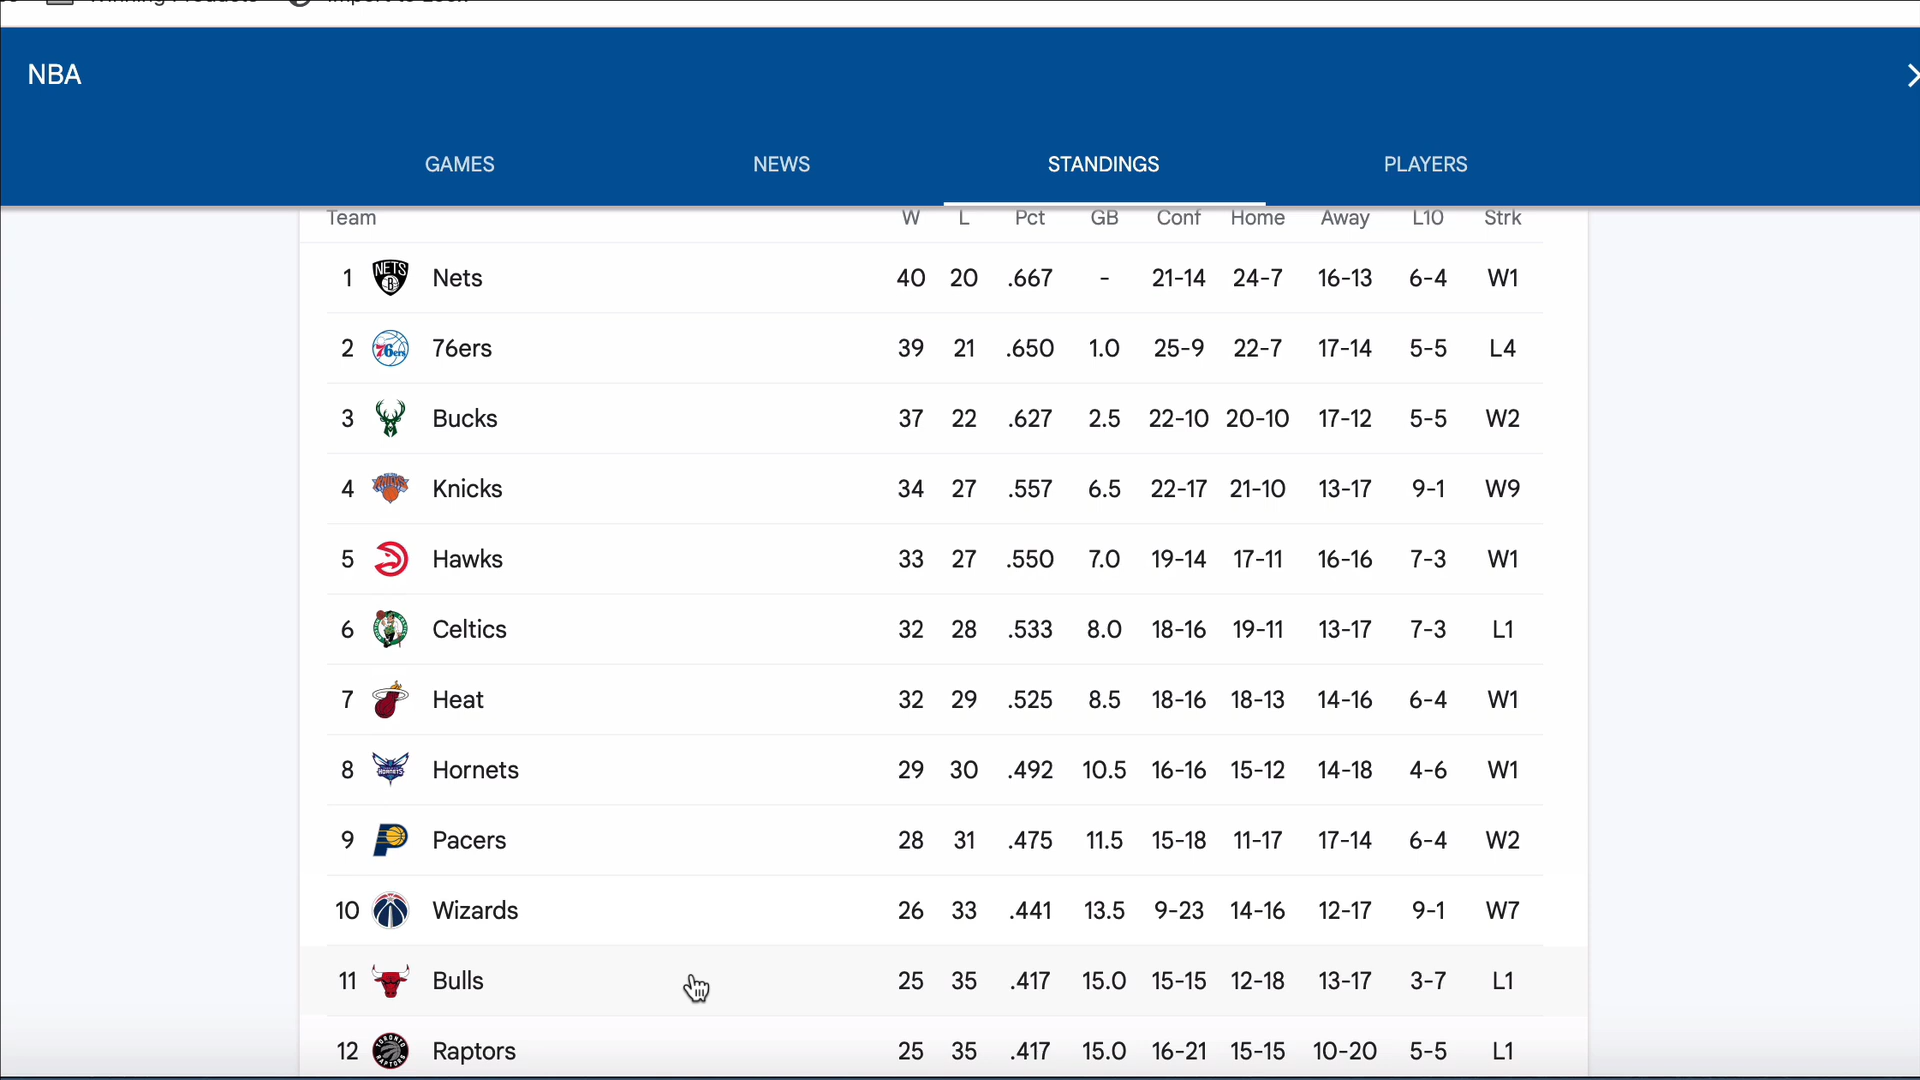 NBA
GAMES NEWS STANDINGS PLAYERS
Team W L Pct GB Conf Home Away L10 Strk
1 NETS B Nets 40 20 .667 - 21-14 24-7 16-13 6-4 W1
2 76ers 76ers 39 21 .650 1.0 25-9 22-7 17-14 5-5 L4
3 Bucks 37 22 .627 2.5 22-10 20-10 17-12 5-5 W2
4 KNICKS Knicks 34 27 .557 6.5 22-17 21-10 13-17 9-1 W9
5 Hawks 33 27 .550 7.0 19-14 17-11 16-16 7-3 W1
6 Celtics 32 28 .533 8.0 18-16 19-11 13-17 7-3 L1
7 Heat 32 29 .525 8.5 18-16 18-13 14-16 6-4 W1
8 HORNETS Hornets 29 30 .492 10.5 16-16 15-12 14-18 4-6 W1
9 Pacers 28 31 .475 11.5 15-18 11-17 17-14 6-4 W2
10 Wizards 26 33 .441 13.5 9-23 14-16 12-17 9-1 W7
11 Bulls 25 35 .417 15.0 15-15 12-18 13-17 3-7 L1
12 TORONTO RAPTORS Raptors 25 35 .417 15.0 16-21 15-15 10-20 5-5 L1